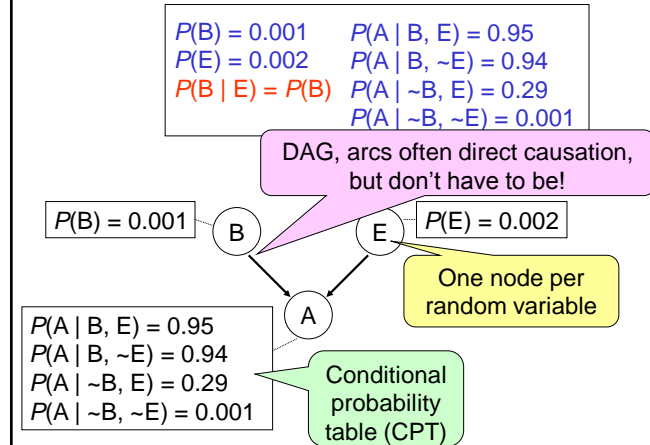 P(B) = 0.001
P(E) = 0.002
P(B | E) = P(B)
P(A | B, E) = 0.95
P(A | B, ~E) = 0.94
P(A | ~B, E) = 0.29
P(A | ~B, ~E) = 0.001
DAG, arcs often direct causation,
but don't have to be!
P(B) = 0.001
B
E
P(E) = 0.002
One node per
random variable
A
P(A | B, E) = 0.95
P(A | B, ~E) = 0.94
P(A | ~B, E) = 0.29
P(A | ~B, ~E) = 0.001
Conditional
probability
table (CPT)